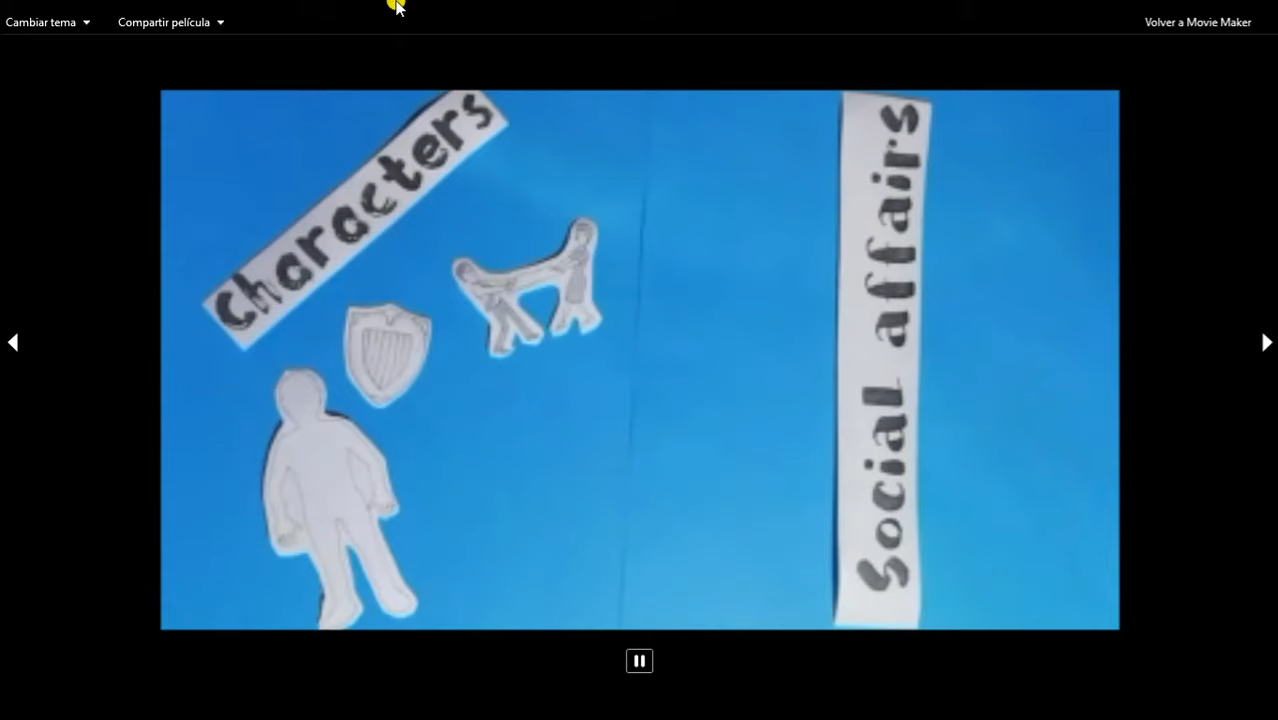 Cambiar tema
Compartir película
Volver a Movie Maker
Characters
Social affairs